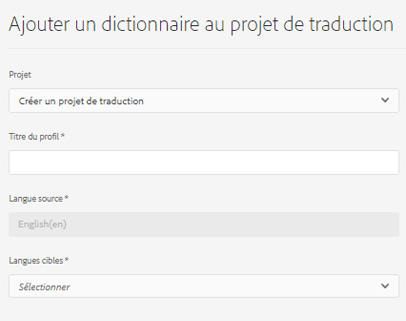 Ajouter un dictionnaire au projet de traduction
Projet
Créer un projet de traduction
Titre du profil *
Langue source *
English(en)
Langues cibles *
Sélectionner